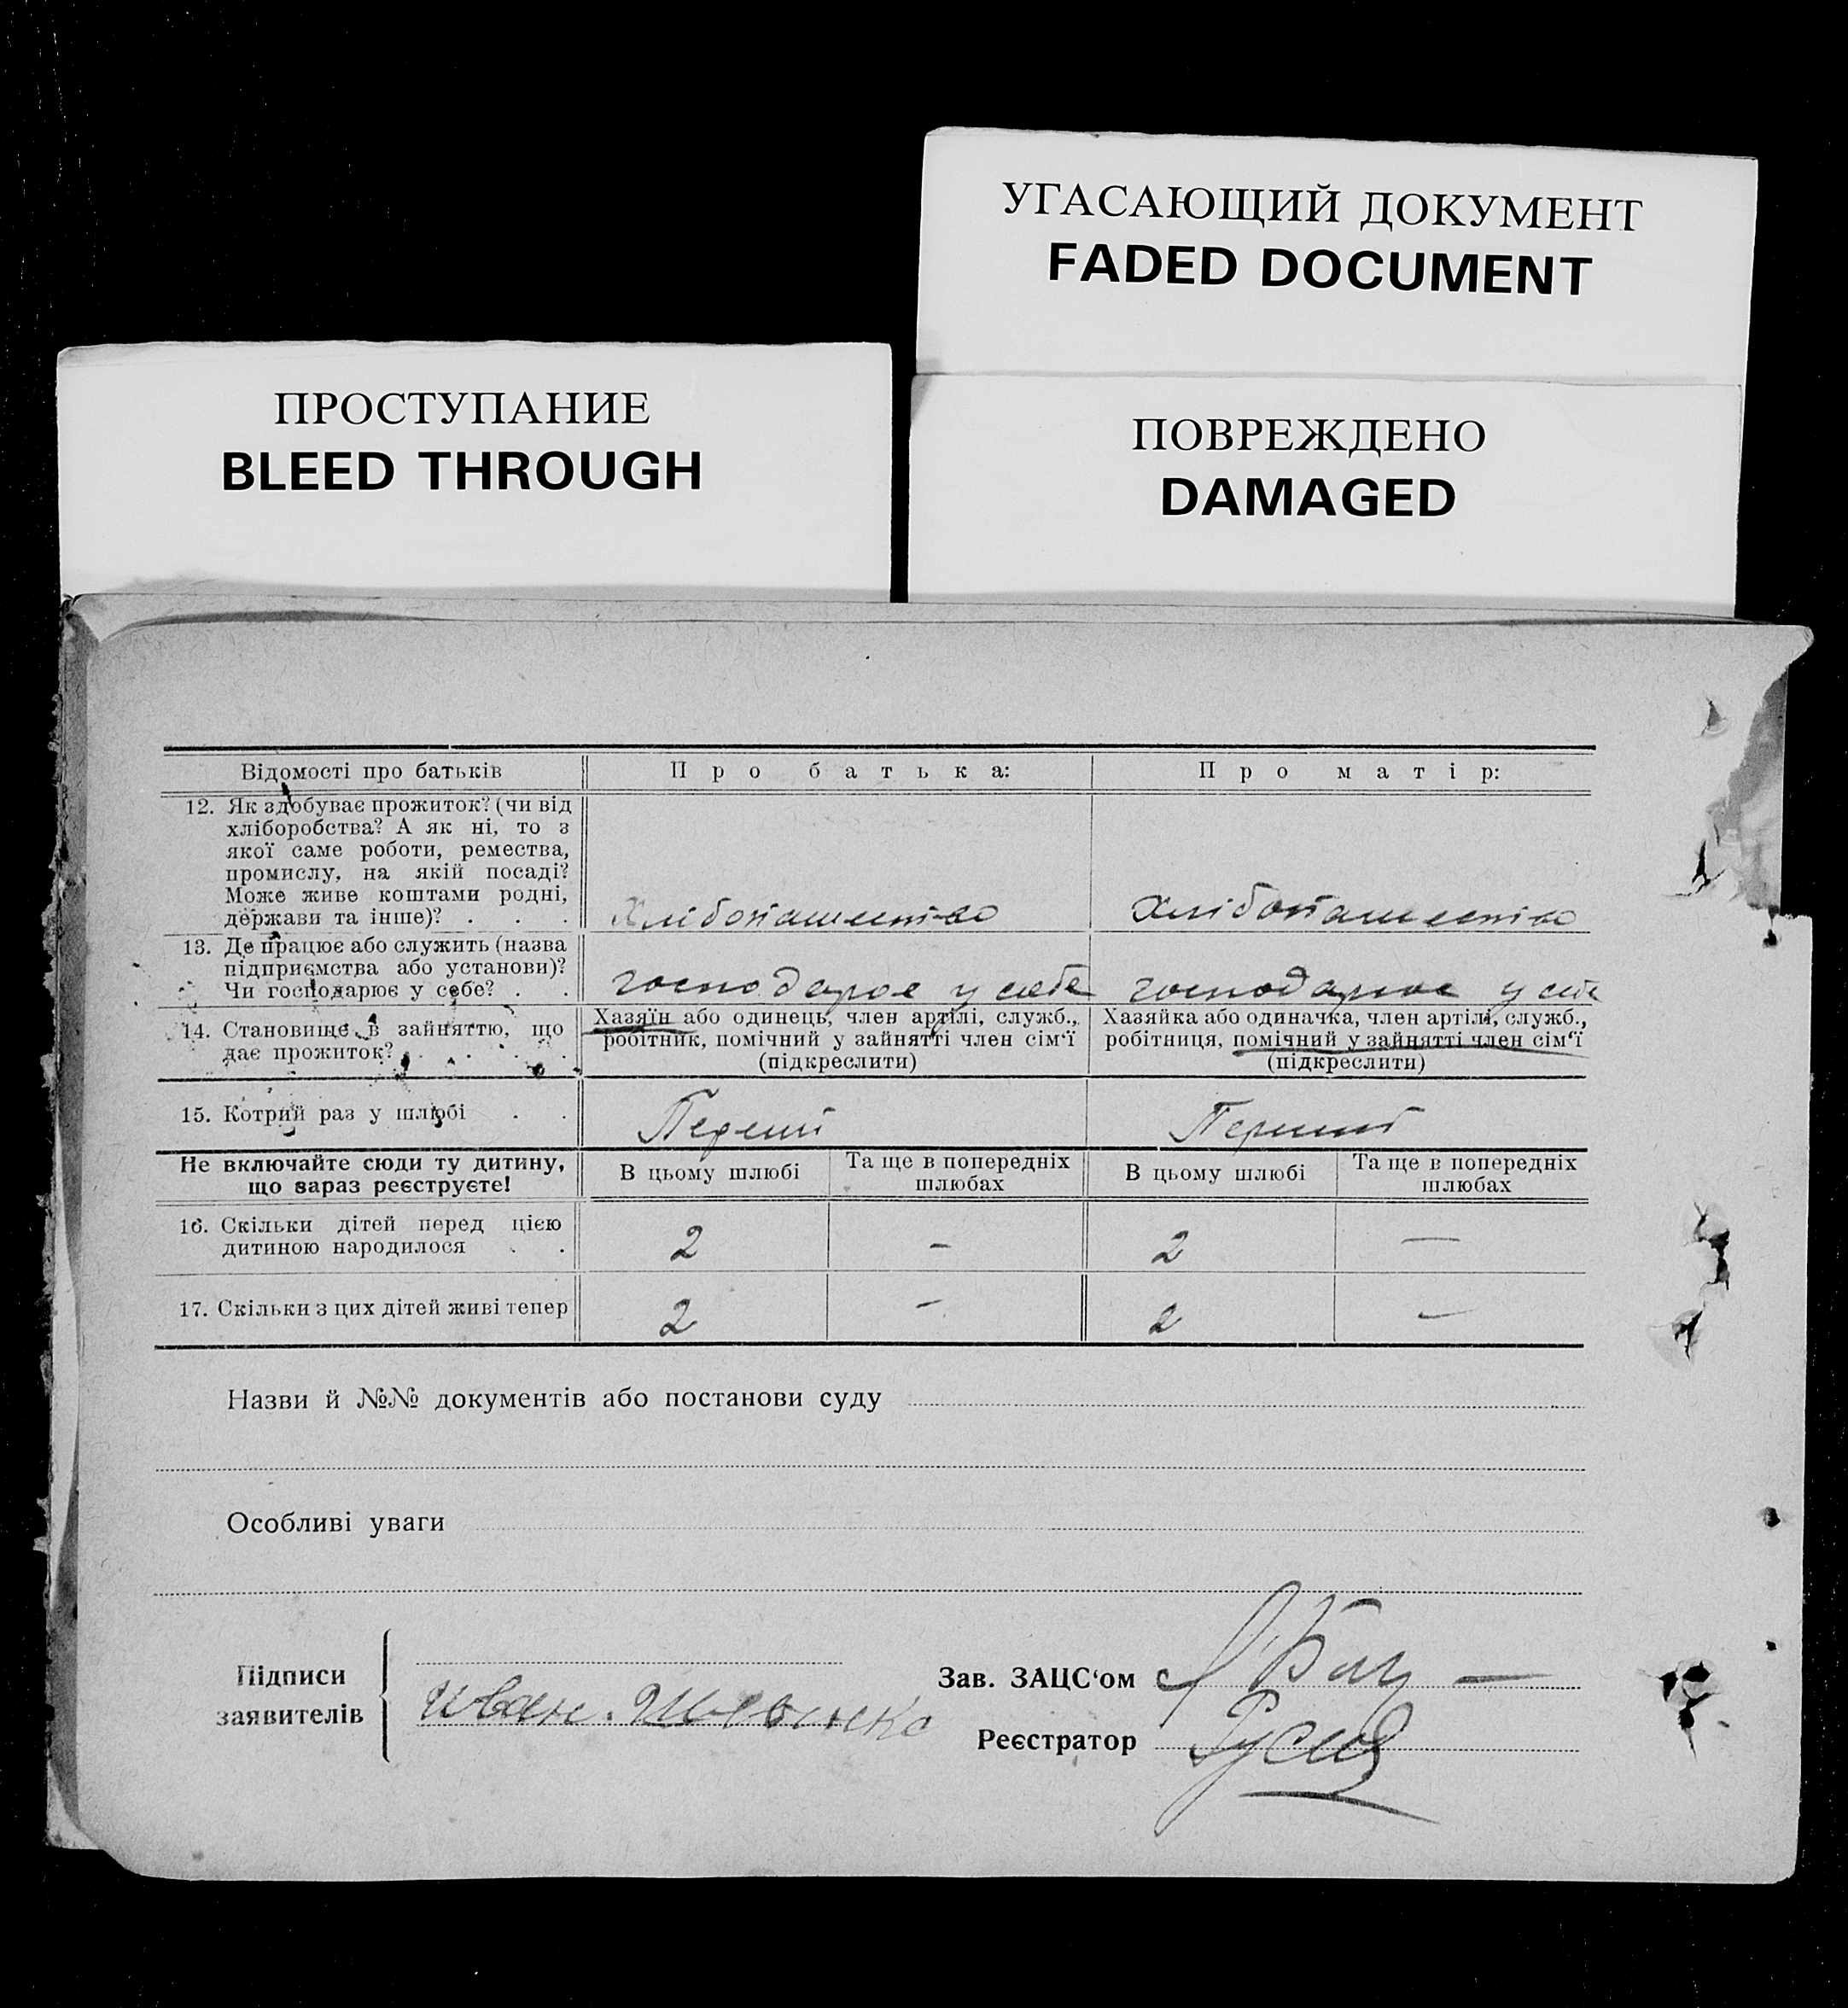 УГАСАЮЩИЙ ДОКУМЕНТ
FADED DOCUMENT
ПРОСТУПАНИЕ
BLEED THROUGH
ПОВРЕЖДЕНО
DAMAGED
Відомості про батьків
Про батька:
Про матір:
12. Як здобуває прожиток? (чи від
хліборобства? А як ні, то з
якої саме роботи, ремества,
промислу, на якій посаді?
Може живе коштами родні,
держави та інше)? . . .
Хлібопашество
Хлібопашество
13. Де працює або служить (назва
підприємства або установи)?
Чи господарює у себе? . .
господарює у себе
господарює у себе
14. Становище в зайняттю, що
дає прожиток? . . . . .
Хазяїн або одинець, член артілі, служб.,
робітник, помічний у зайнятті член сім'ї
(підкреслити)
Хазяйка або одиначка, член артілі, служб.,
робітниця, помічний у зайнятті член сім'ї
(підкреслити)
15. Котрий раз у шлюбі . .
Перший
Перший
Не включайте сюди ту дитину,
що зараз реєструєте!
В цьому шлюбі
Та ще в попередніх
шлюбах
В цьому шлюбі
Та ще в попередніх
шлюбах
16. Скільки дітей перед цією
дитиною народилося . .
2 - 2 —
17. Скільки з цих дітей живі тепер
2 - 2 —
Назви й №№ документів або постанови суду
Особливі уваги
Підписи
заявителів
Иван
Зав. ЗАЦС'ом
Реєстратор